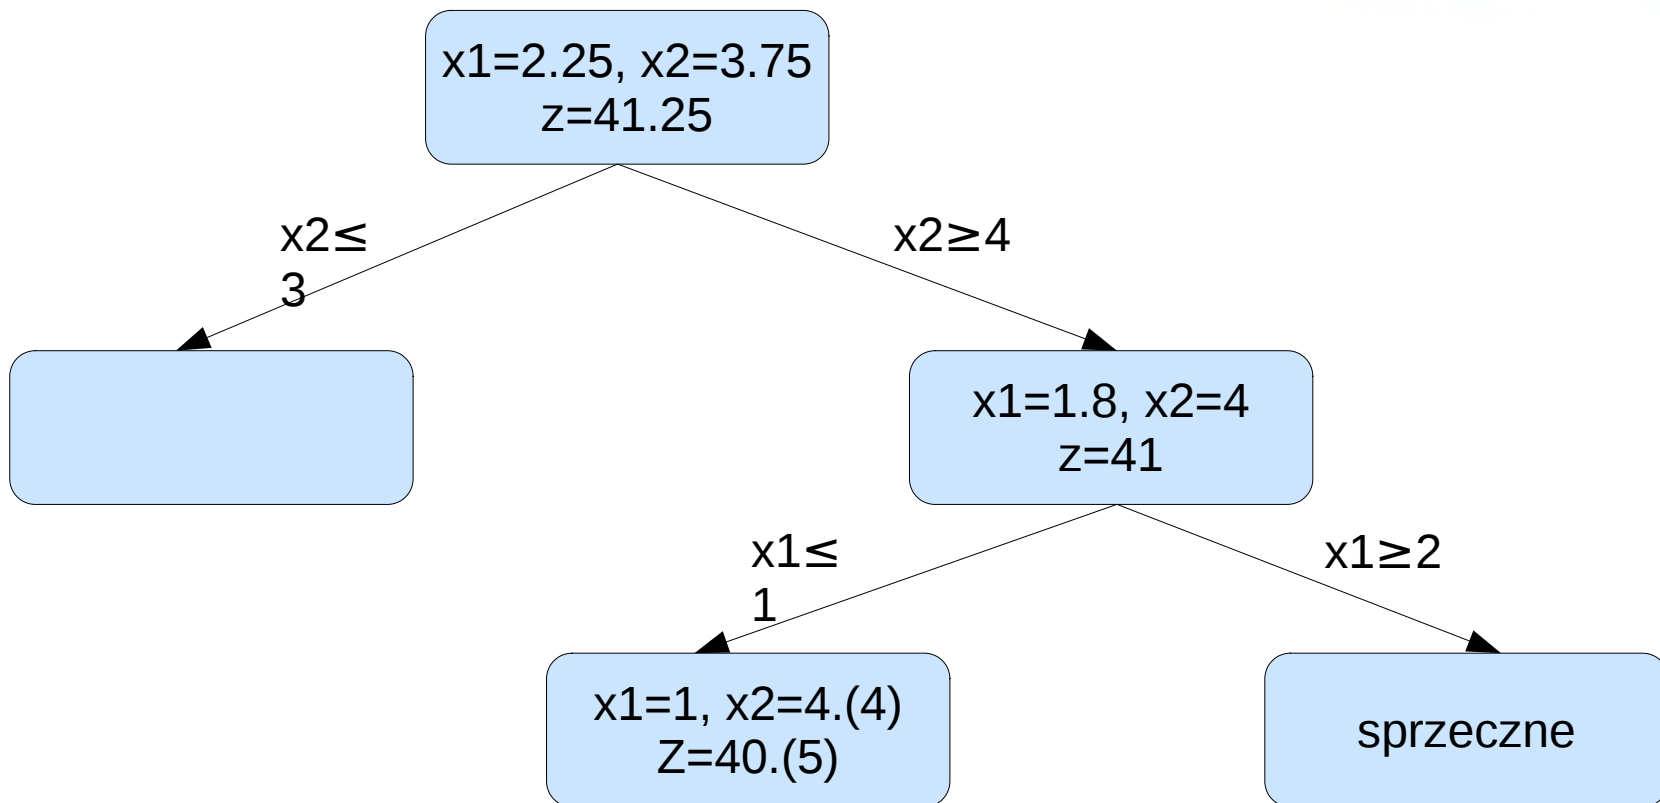 x1=2.25, x2=3.75
z=41.25
x2≤
3
x2≥4
x1=1.8, x2=4
z=41
x1≤
1
x1≥2
x1=1, x2=4.(4)
Z=40.(5)
sprzeczne